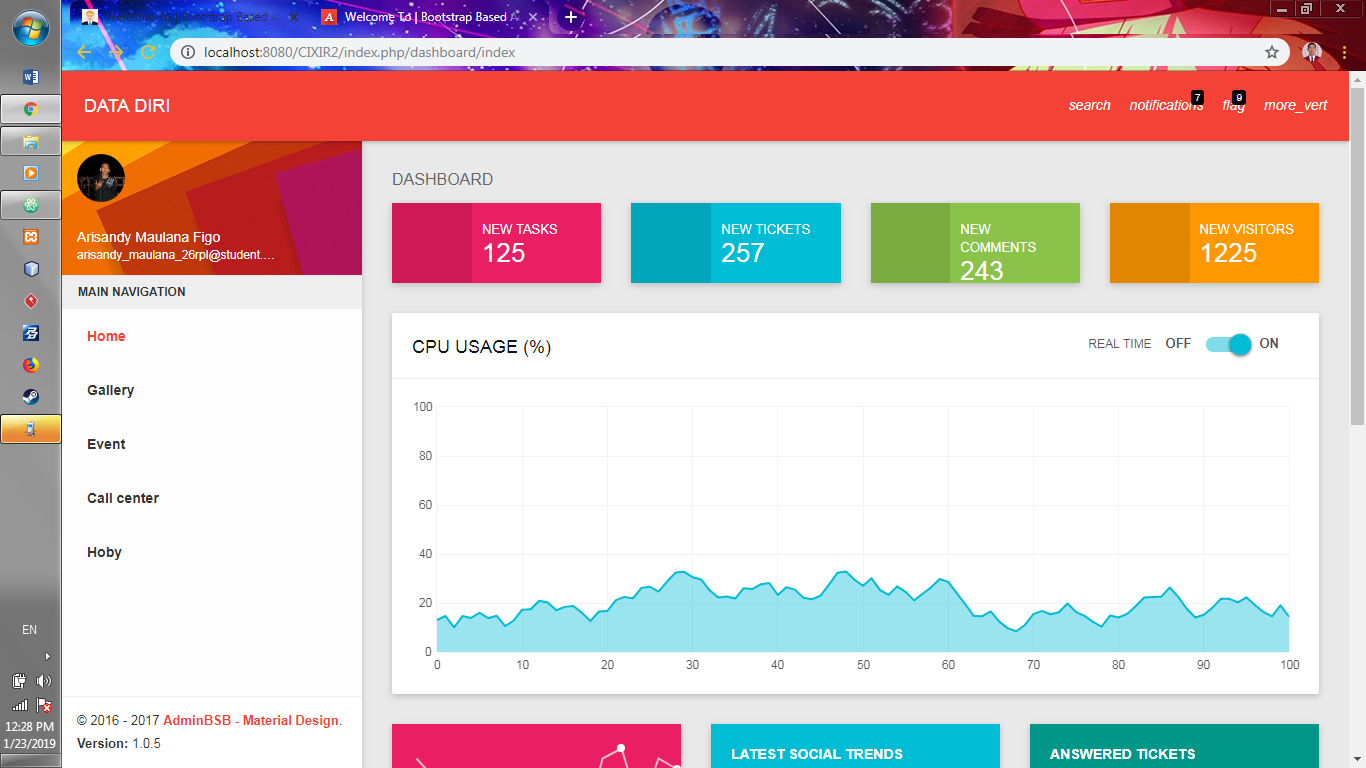 Welcome To | Bootstrap Based A
Welcome To | Bootstrap Based A
localhost:8080/CIXIR2/index.php/dashboard/index
DATA DIRI
search
notifications
7
flag
9
more_vert
Arisandy Maulana Figo
arisandy_maulana_26rpl@student....
MAIN NAVIGATION
Home
Gallery
Event
Call center
Hoby
© 2016 - 2017 AdminBSB - Material Design.
Version: 1.0.5
DASHBOARD
NEW TASKS
125
NEW TICKETS
257
NEW
COMMENTS
243
NEW VISITORS
1225
CPU USAGE (%)
REAL TIME OFF ON
100
80
60
40
20
0
0 10 20 30 40 50 60 70 80 90 100
LATEST SOCIAL TRENDS
ANSWERED TICKETS
EN
12:28 PM
1/23/2019